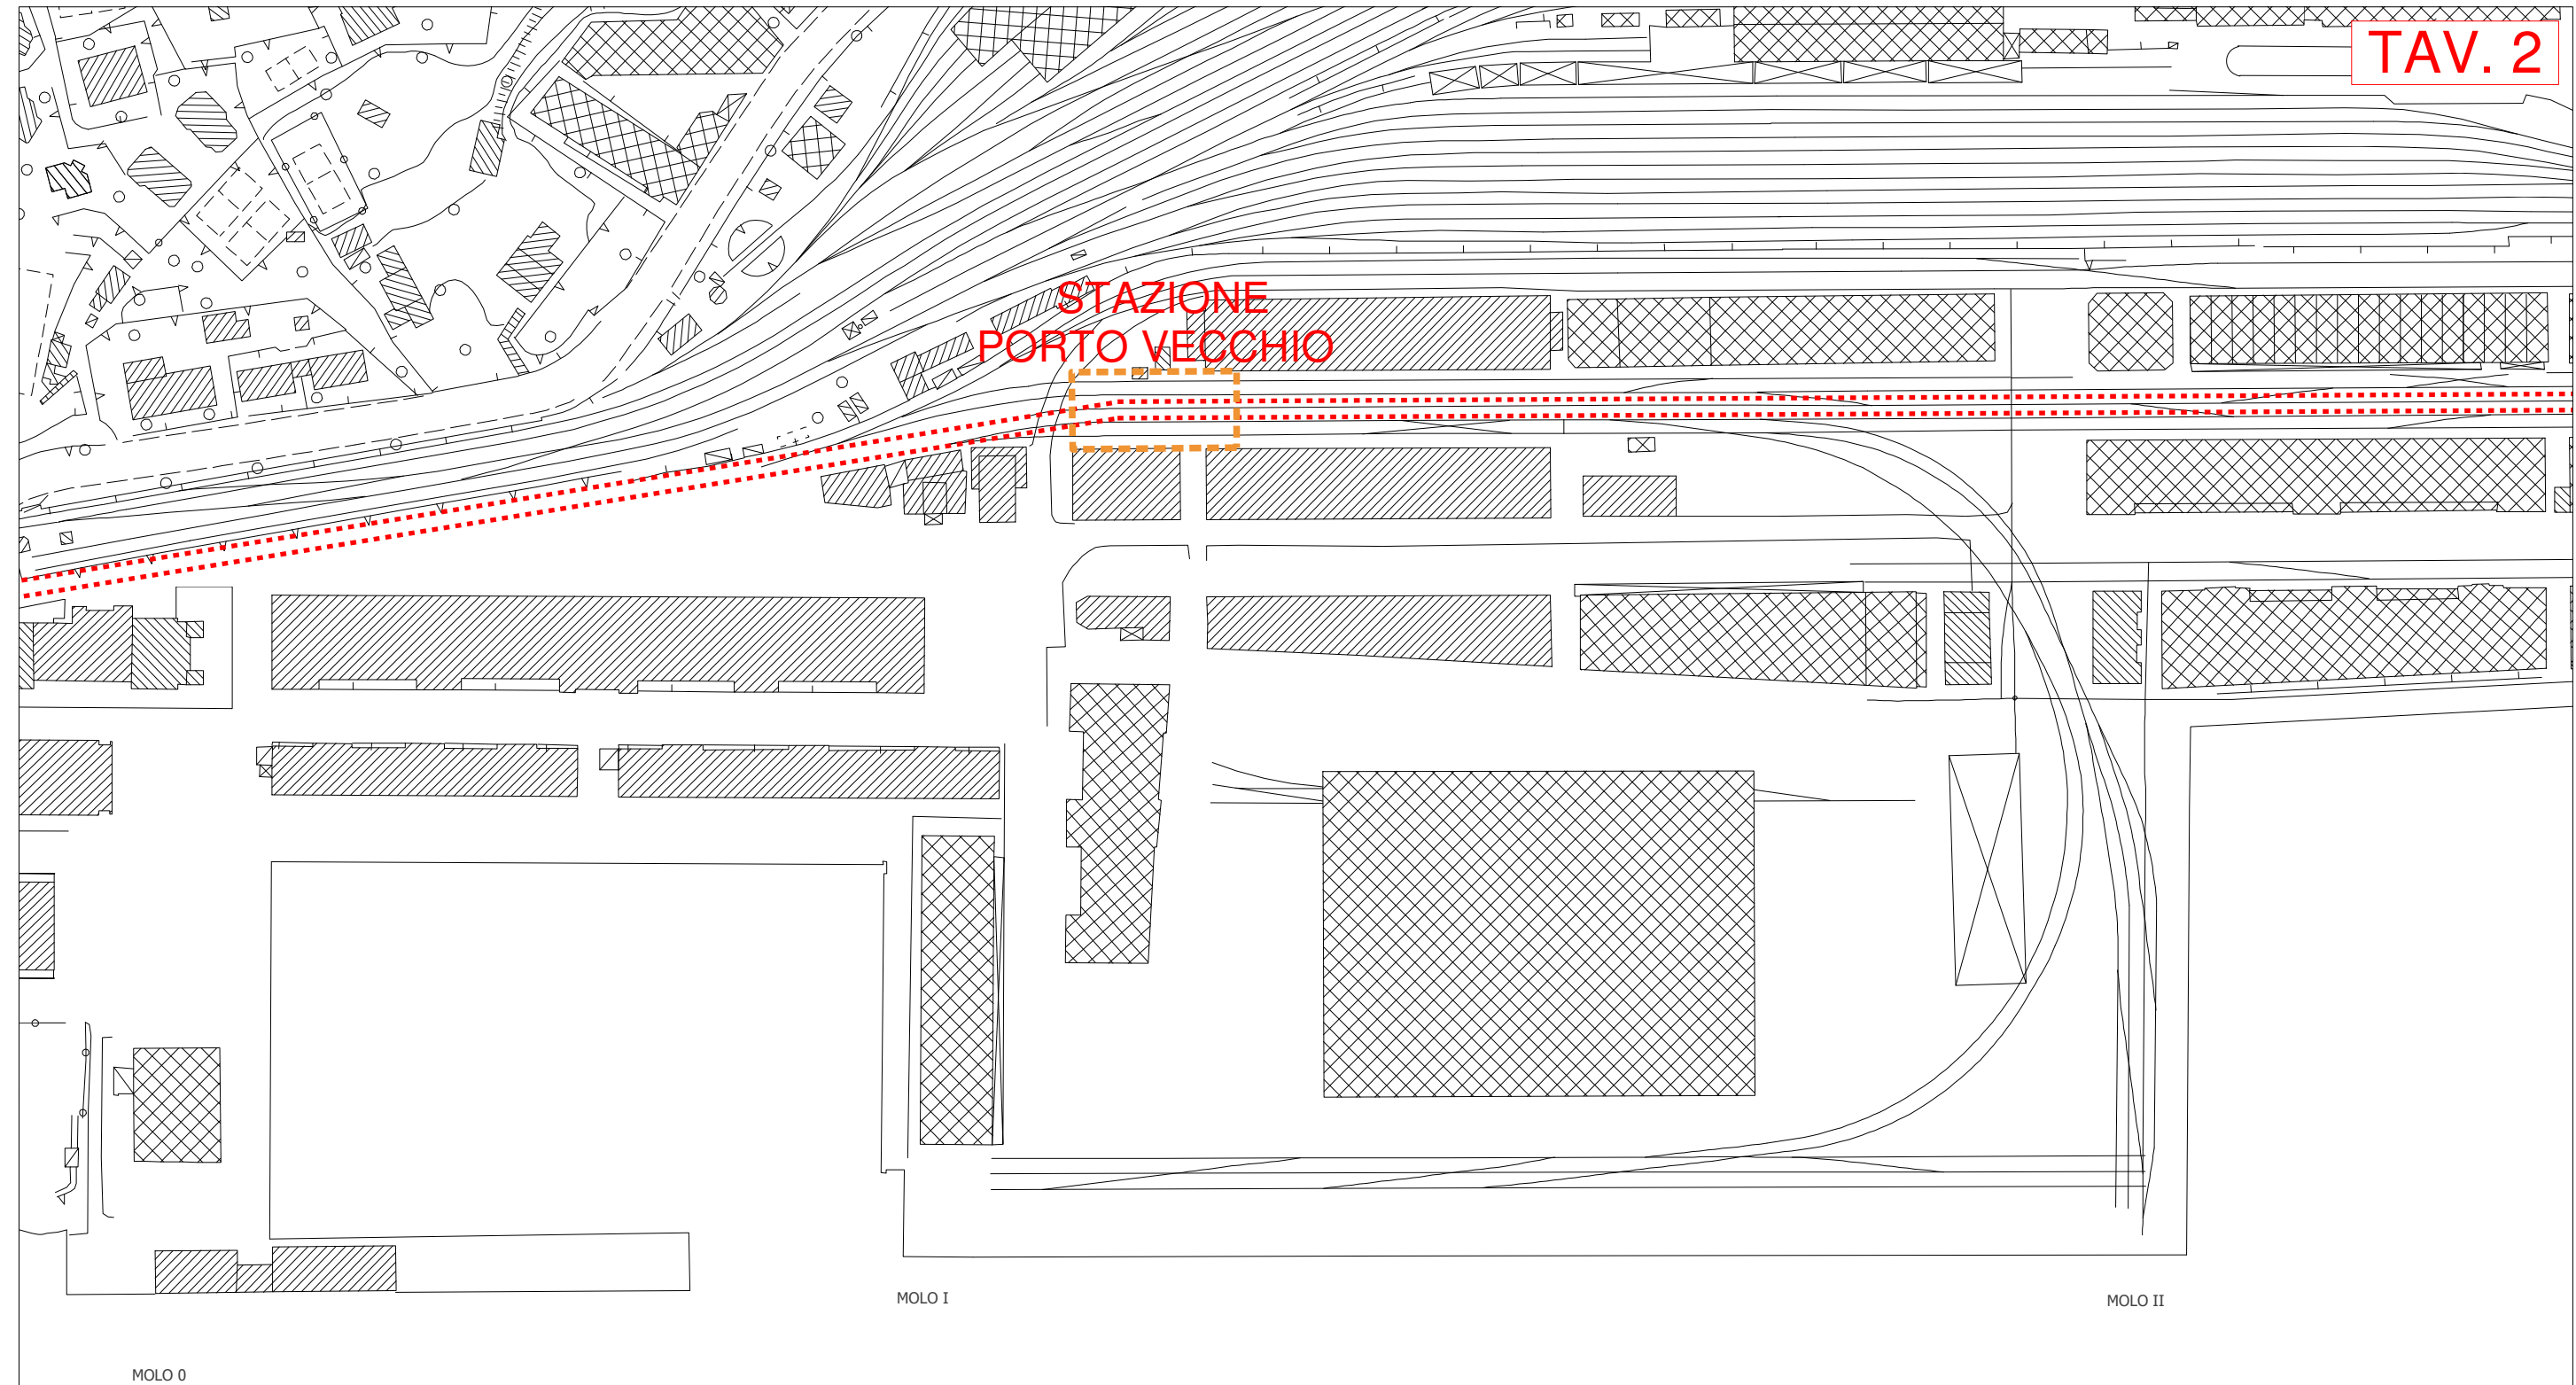 TAV. 2
STAZIONE
PORTO VECCHIO
MOLO I
MOLO II
MOLO 0